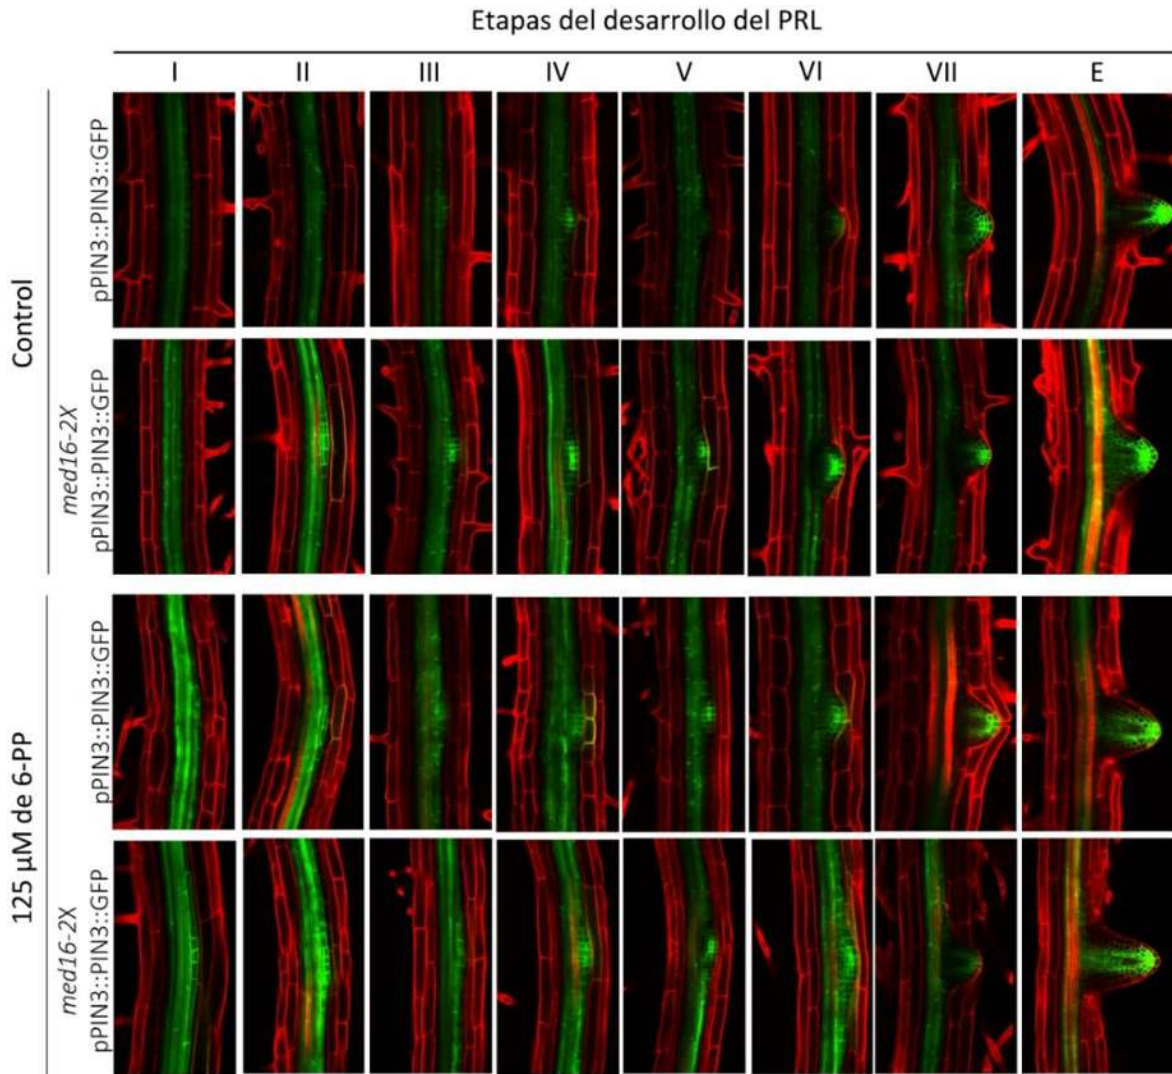 Etapas del desarrollo del PRL
I II III IV V VI VII E
Control
pPIN3::PIN3::GFP
med16-2X
pPIN3::PIN3::GFP
125 µM de 6-PP
pPIN3::PIN3::GFP
med16-2X
pPIN3::PIN3::GFP